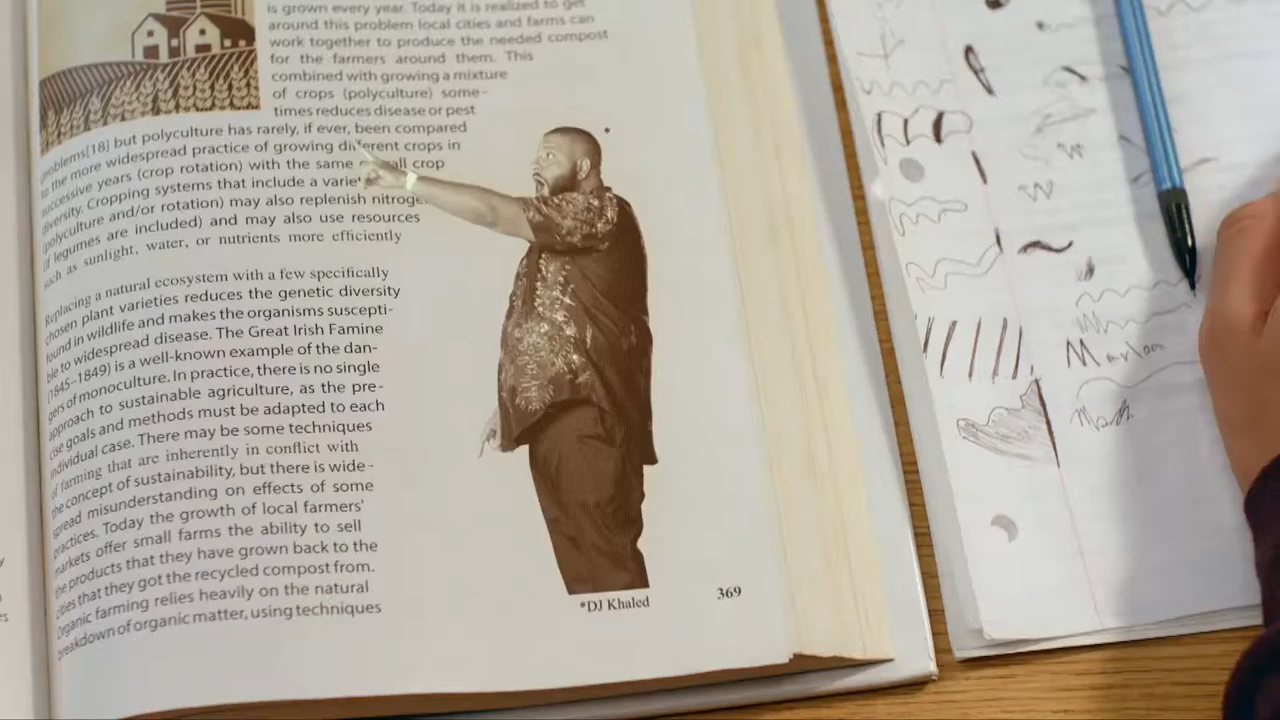 is grown every year. Today it is realized to get
around this problem local cities and farms can
work together to produce the needed compost
for the farmers around them. This
combined with growing a mixture
of crops (polyculture) some-
times reduces disease or pest
problems[18] but polyculture has rarely, if ever, been compared
to the more widespread practice of growing different crops in
successive years (crop rotation) with the same crop
diversity. Cropping systems that include a
(polyculture and/or rotation) may also replenish
(if legumes are included) and may also use resources
such as sunlight, water, or nutrients more efficiently
Replacing a natural ecosystem with a few specifically
chosen plant varieties reduces the genetic diversity
found in wildlife and makes the organisms suscepti-
ble to widespread disease. The Great Irish Famine
(1845–1849) is a well-known example of the dan-
gers of monoculture. In practice, there is no single
approach to sustainable agriculture, as the pre-
cise goals and methods must be adapted to each
individual case. There may be some techniques
of farming that are inherently in conflict with
the concept of sustainability, but there is wide-
spread misunderstanding on effects of some
practices. Today the growth of local farmers'
markets offer small farms the ability to sell
the products that they have grown back to the
cities that they got the recycled compost from.
Organic farming relies heavily on the natural
breakdown of organic matter, using techniques
*
*DJ Khaled
369